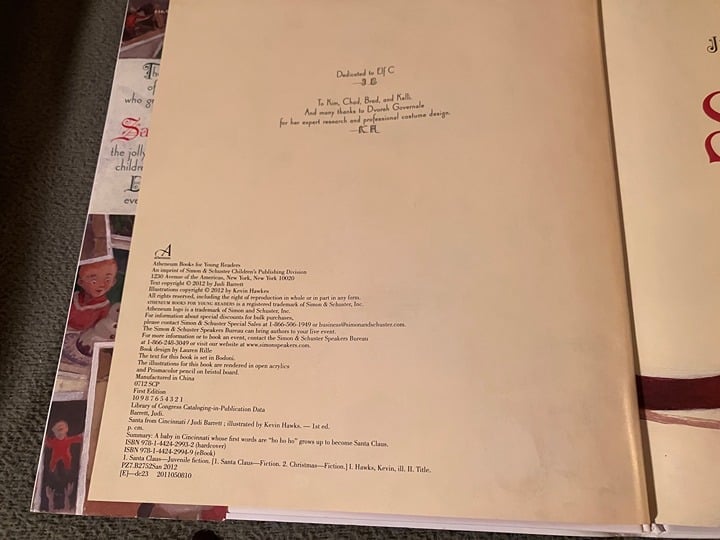 Dedicated to Elf C
—J. B.
To Kim, Chad, Brad, and Kelli.
And many thanks to Dvorah Governale
for her expert research and professional costume design.
—K. H.
A
Atheneum Books for Young Readers
An imprint of Simon & Schuster Children's Publishing Division
1230 Avenue of the Americas, New York, New York 10020
Text copyright © 2012 by Judi Barrett
Illustrations copyright © 2012 by Kevin Hawkes
All rights reserved, including the right of reproduction in whole or in part in any form.
ATHENEUM BOOKS FOR YOUNG READERS is a registered trademark of Simon & Schuster, Inc.
Atheneum logo is a trademark of Simon and Schuster, Inc.
For information about special discounts for bulk purchases,
please contact Simon & Schuster Special Sales at 1-866-506-1949 or business@simonandschuster.com.
The Simon & Schuster Speakers Bureau can bring authors to your live event.
For more information or to book an event, contact the Simon & Schuster Speakers Bureau
at 1-866-248-3049 or visit our website at www.simonspeakers.com.
Book design by Lauren Rille
The text for this book is set in Bodoni.
The illustrations for this book are rendered in open acrylics
and Prismacolor pencil on bristol board.
Manufactured in China
0712 SCP
First Edition
10 9 8 7 6 5 4 3 2 1
Library of Congress Cataloging-in-Publication Data
Barrett, Judi.
Santa from Cincinnati / Judi Barrett ; illustrated by Kevin Hawks. — 1st ed.
p. cm.
Summary: A baby in Cincinnati whose first words are "ho ho ho" grows up to become Santa Claus.
ISBN 978-1-4424-2993-2 (hardcover)
ISBN 978-1-4424-2994-9 (eBook)
1. Santa Claus—Juvenile fiction. [1. Santa Claus—Fiction. 2. Christmas—Fiction.] I. Hawks, Kevin, ill. II. Title.
PZ7.B2752San 2012
[E]—dc23 2011050810
of
who
the jolly